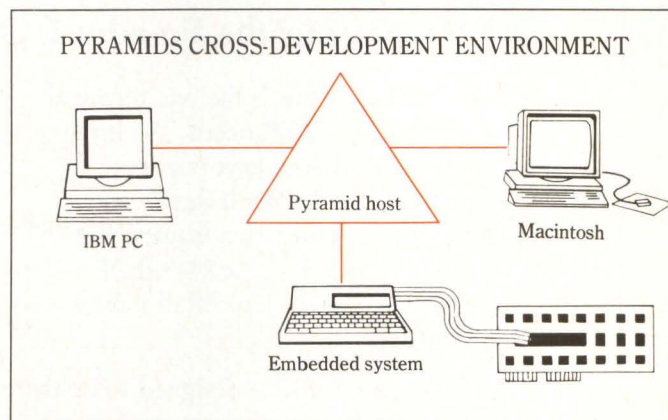 PYRAMIDS CROSS-DEVELOPMENT ENVIRONMENT
Pyramid host
IBM PC
Macintosh
Embedded system